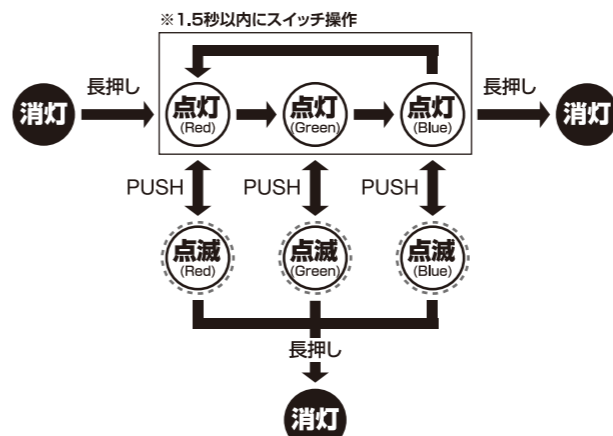 ※1.5秒以内にスイッチ操作
消灯
長押し
点灯
(Red)
点灯
(Green)
点灯
(Blue)
長押し
消灯
PUSH
PUSH
PUSH
点滅
(Red)
点滅
(Green)
点滅
(Blue)
長押し
消灯